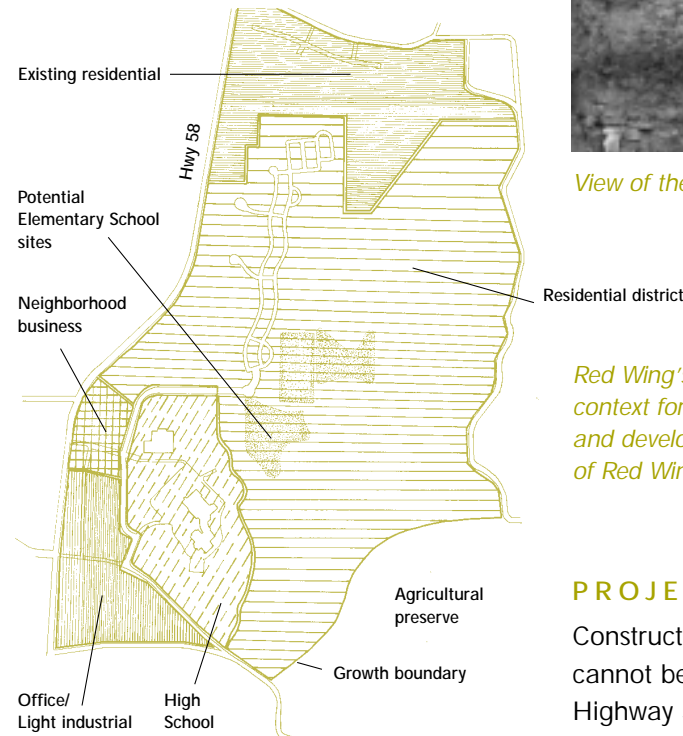 Existing residential
Hwy 58
Potential
Elementary School
sites
Neighborhood
business
Residential district
Agricultural
preserve
Growth boundary
Office/
Light industrial
High
School
View of the
Red Wing's
context for
and develo
of Red Win
PROJE
Construct
cannot be
Highway